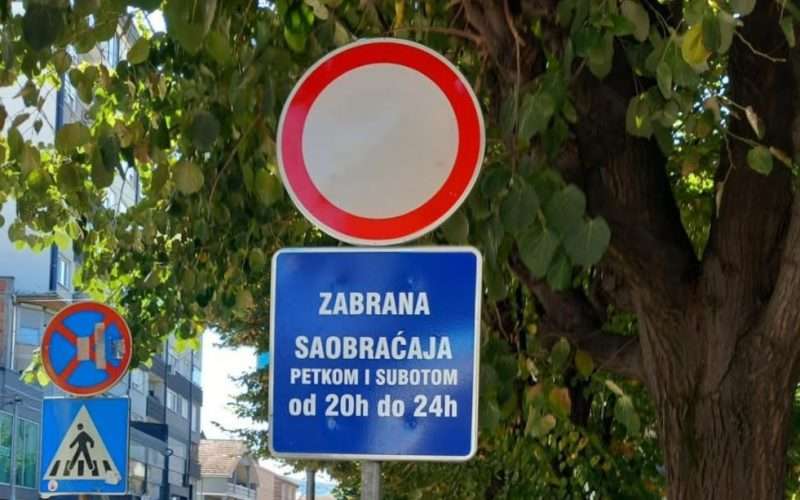 ZABRANA
SAOBRAĆAJA
PETKOM I SUBOTOM
od 20h do 24h